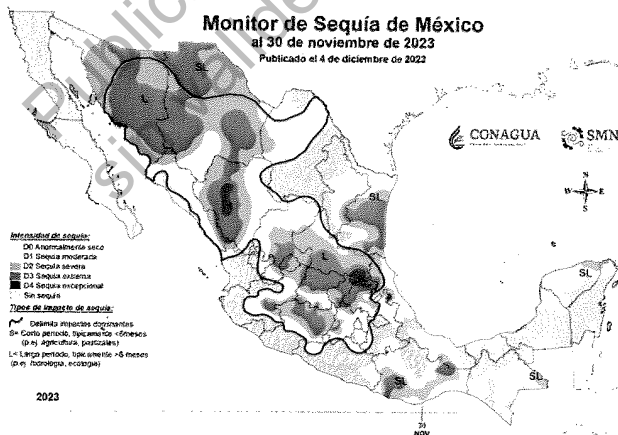 Monitor de Sequía de México
al 30 de noviembre de 2023
Publicado el 4 de diciembre de 2023
SL
L
CONAGUA
SMN
N
W
E
S
SL
L
SL
SL
SL
SL
Intensidad de sequía:
D0 Anormalmente seco
D1 Sequía moderada
D2 Sequía severa
D3 Sequía extrema
D4 Sequía excepcional
Sin sequía
Tipos de impacto de sequía:
Delimita impactos dominantes
S= Corto periodo, típicamente <6 meses
(p.ej. agricultura, pastizales)
L= Largo periodo, típicamente >6 meses
(p.ej. hidrología, ecología)
2023
30
NOV